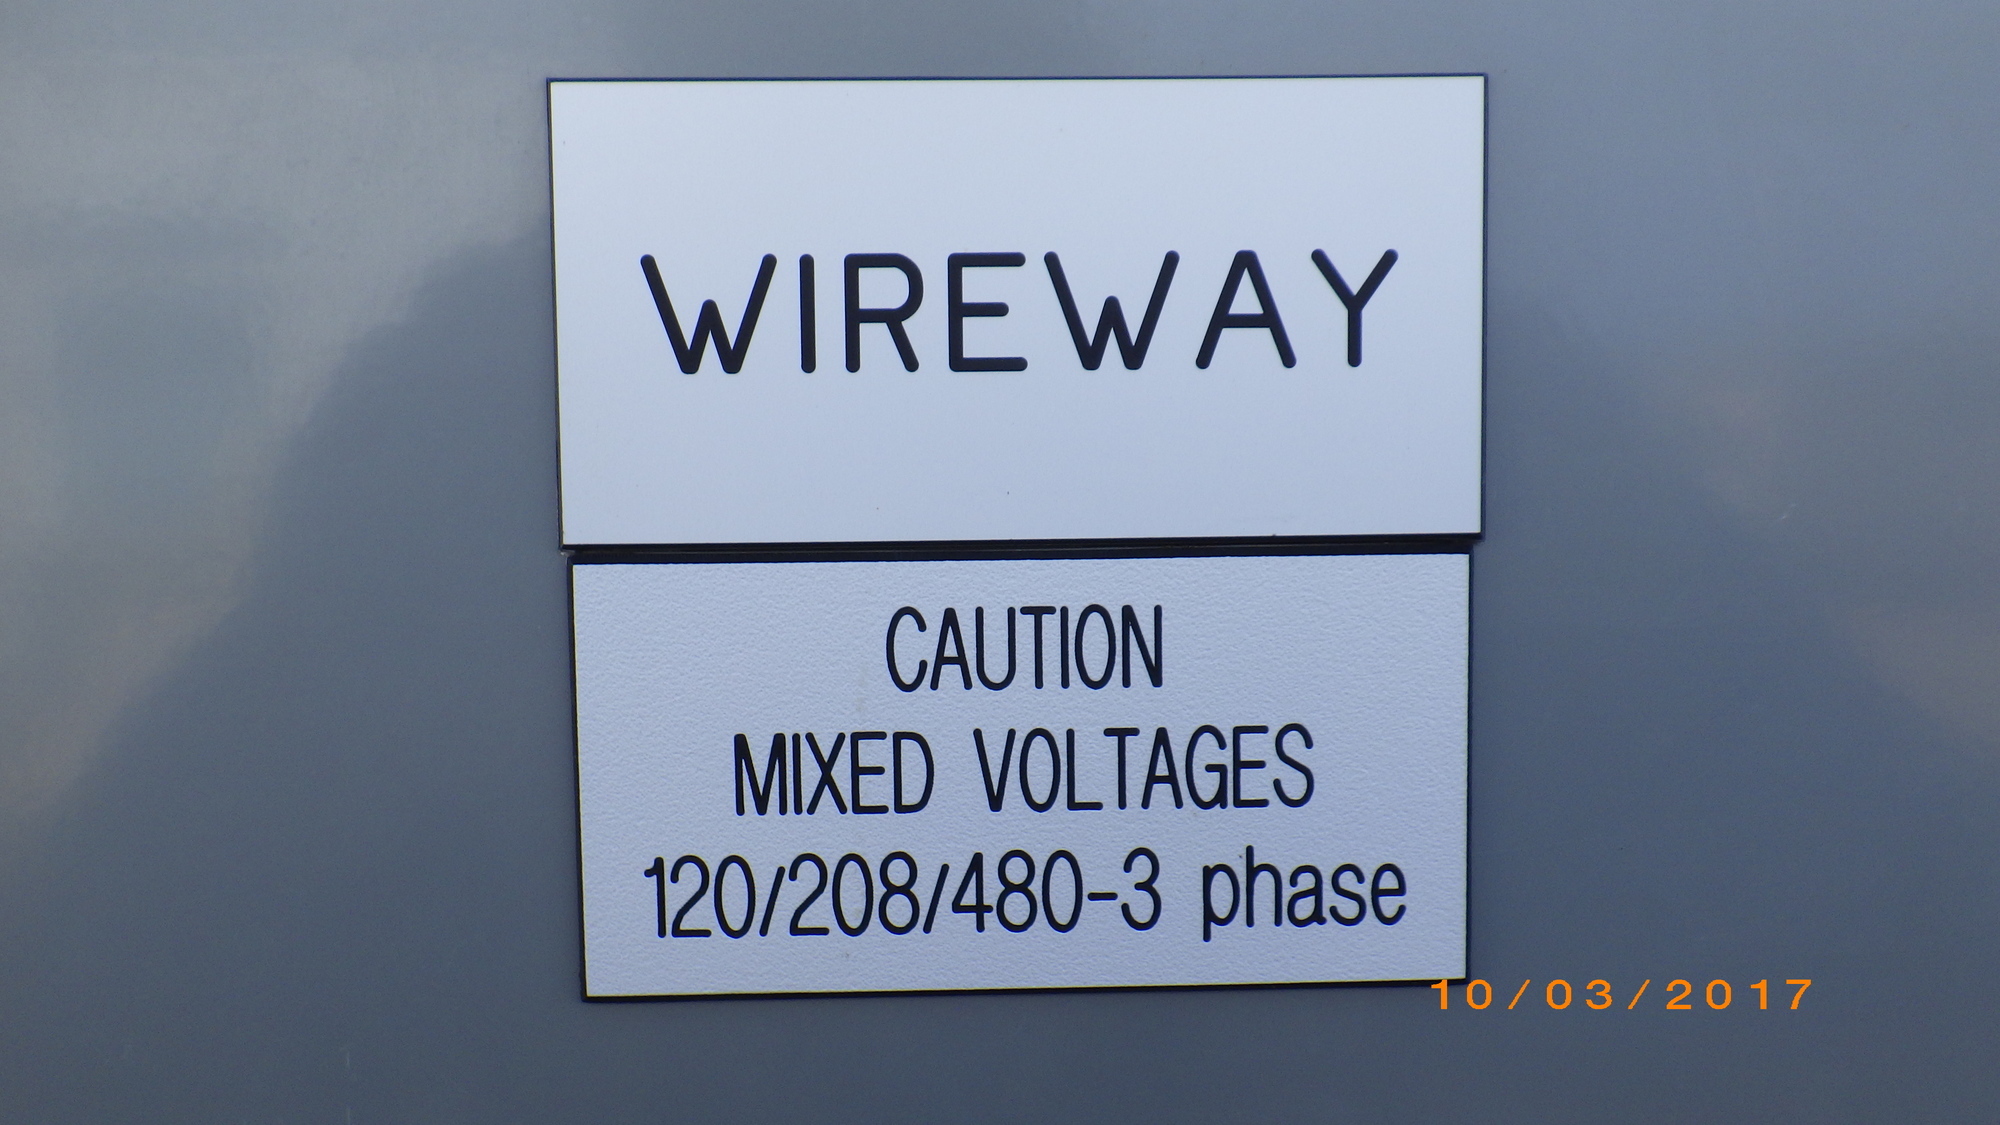 WIREWAY
CAUTION
MIXED VOLTAGES
120/208/480-3 phase
10/03/2017